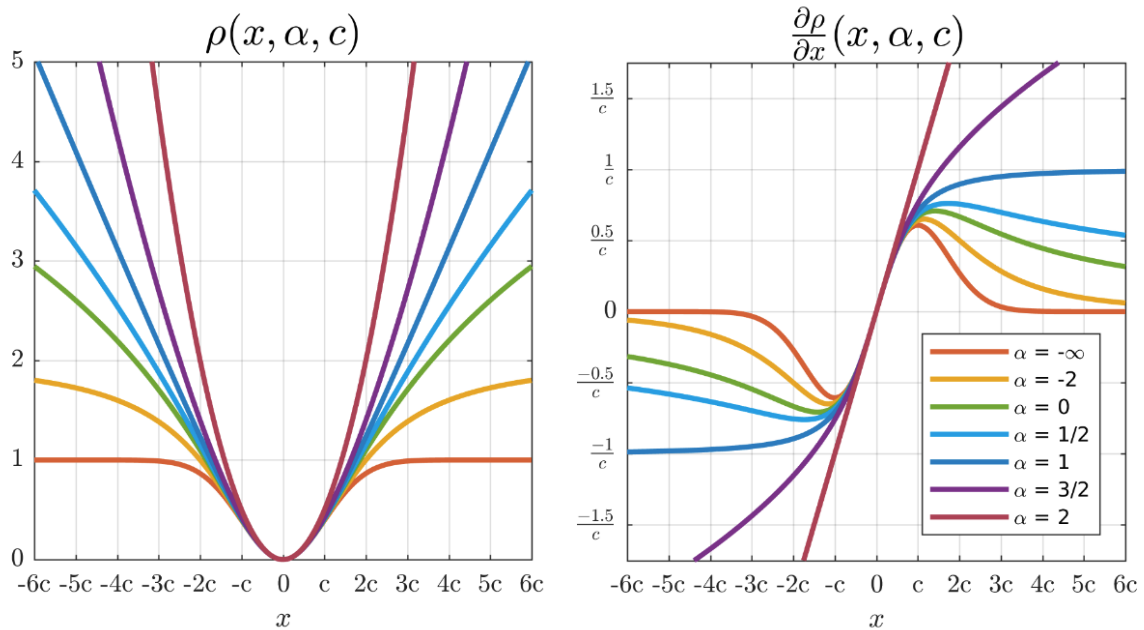 ρ(x, α, c)
5
4
3
2
1
0
-6c -5c -4c -3c -2c -c 0 c 2c 3c 4c 5c 6c
x
∂ρ/∂x (x, α, c)
1.5/c
1/c
0.5/c
0
-0.5/c
-1/c
-1.5/c
α = -∞
α = -2
α = 0
α = 1/2
α = 1
α = 3/2
α = 2
-6c -5c -4c -3c -2c -c 0 c 2c 3c 4c 5c 6c
x